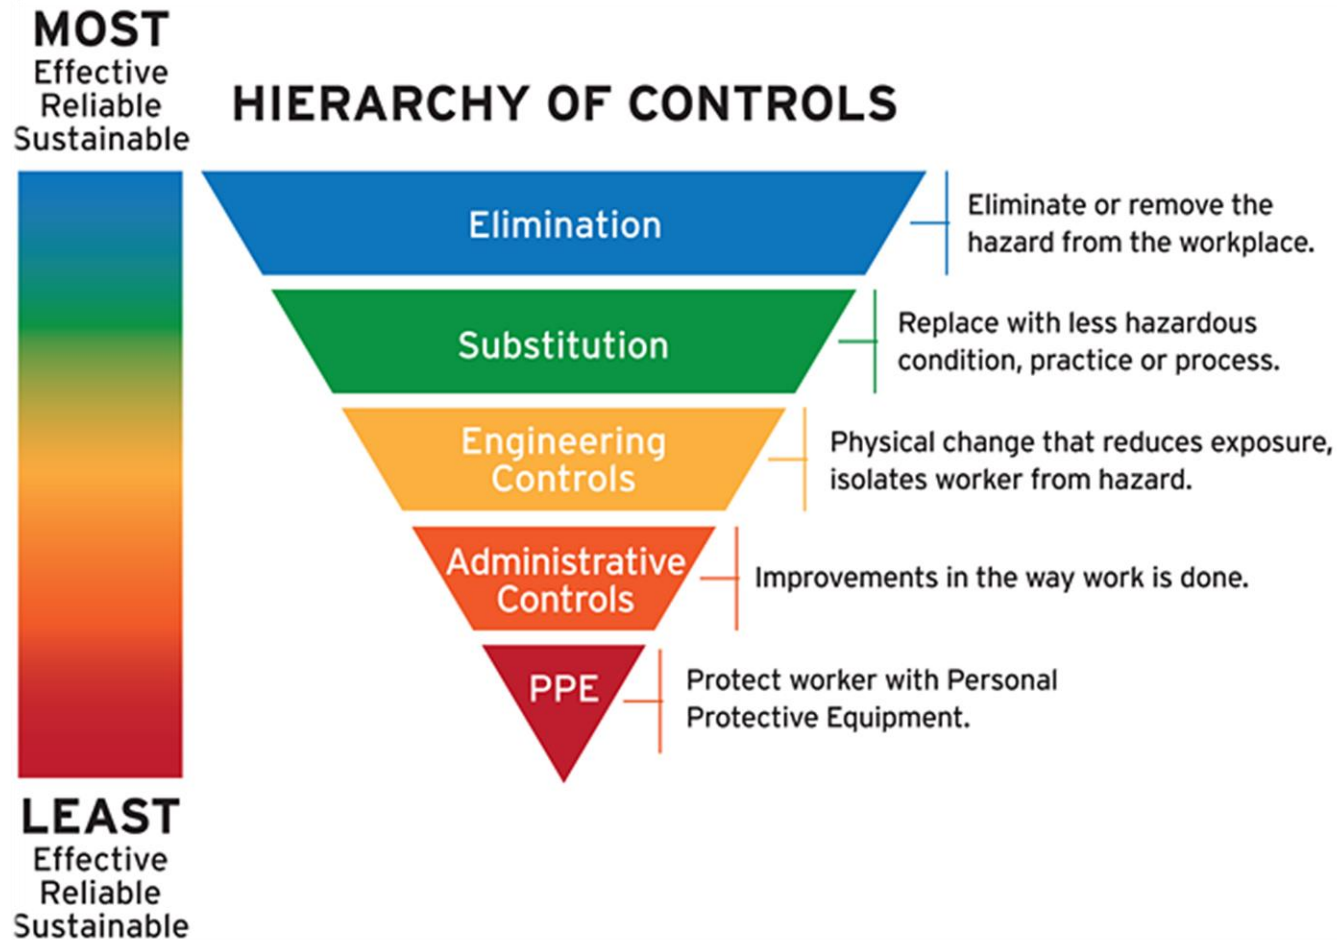 MOST
Effective
Reliable
Sustainable
HIERARCHY OF CONTROLS
Elimination
Eliminate or remove the
hazard from the workplace.
Substitution
Replace with less hazardous
condition, practice or process.
Engineering
Controls
Physical change that reduces exposure,
isolates worker from hazard.
Administrative
Controls
Improvements in the way work is done.
PPE
Protect worker with Personal
Protective Equipment.
LEAST
Effective
Reliable
Sustainable